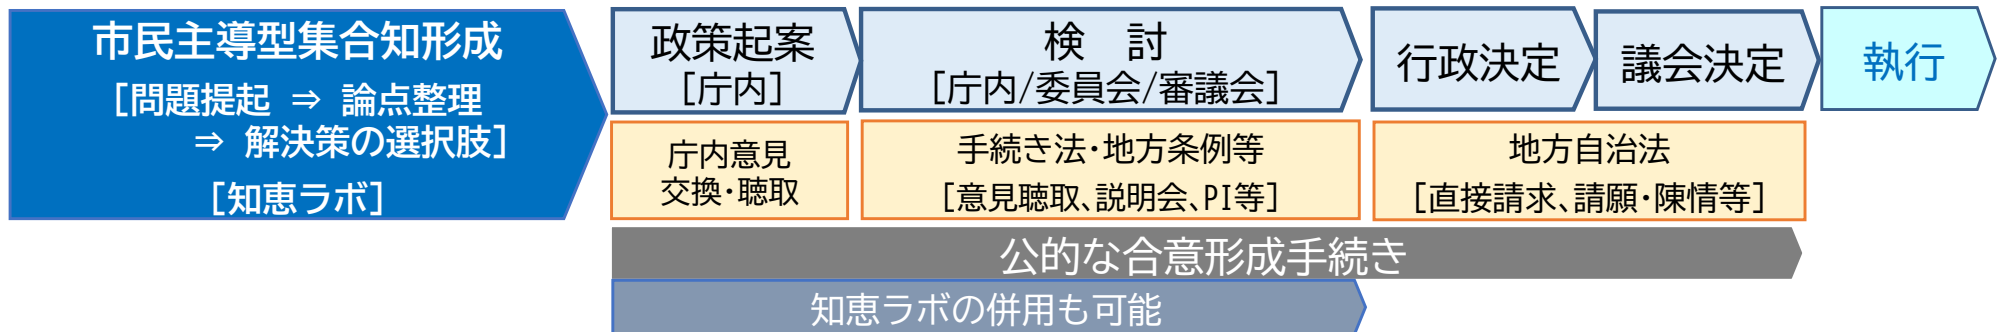 市民主導型集合知形成
［問題提起 ⇒ 論点整理
⇒ 解決策の選択肢］
［知恵ラボ］
政策起案
［庁内］
検　討
［庁内/委員会/審議会］
行政決定
議会決定
執行
庁内意見
交換・聴取
手続き法・地方条例等
［意見聴取、説明会、PI等］
地方自治法
［直接請求、請願・陳情等］
公的な合意形成手続き
知恵ラボの併用も可能